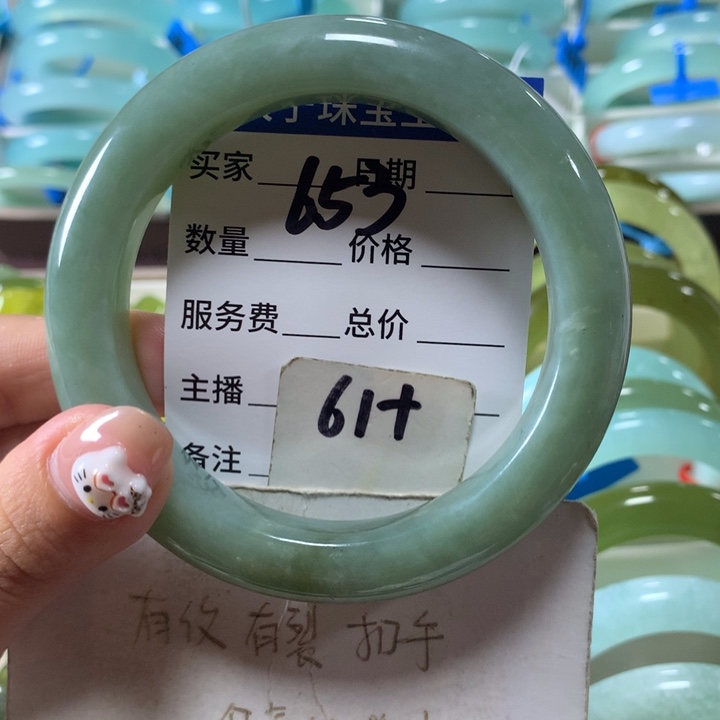 珠宝
买家 日期
653
数量 价格
服务费 总价
主播
61+
备注
有纹有裂 扣手